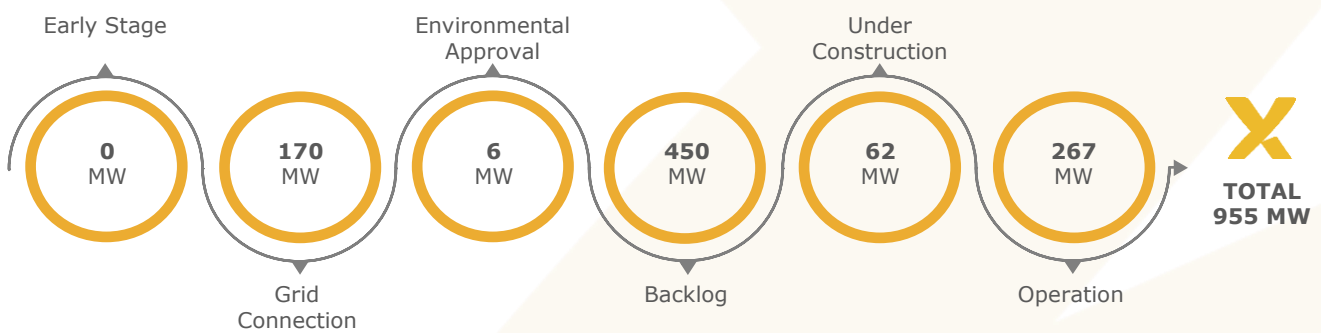 Early Stage
0
MW
Grid
Connection
170
MW
Environmental
Approval
6
MW
Backlog
450
MW
Under
Construction
62
MW
Operation
267
MW
TOTAL
955 MW